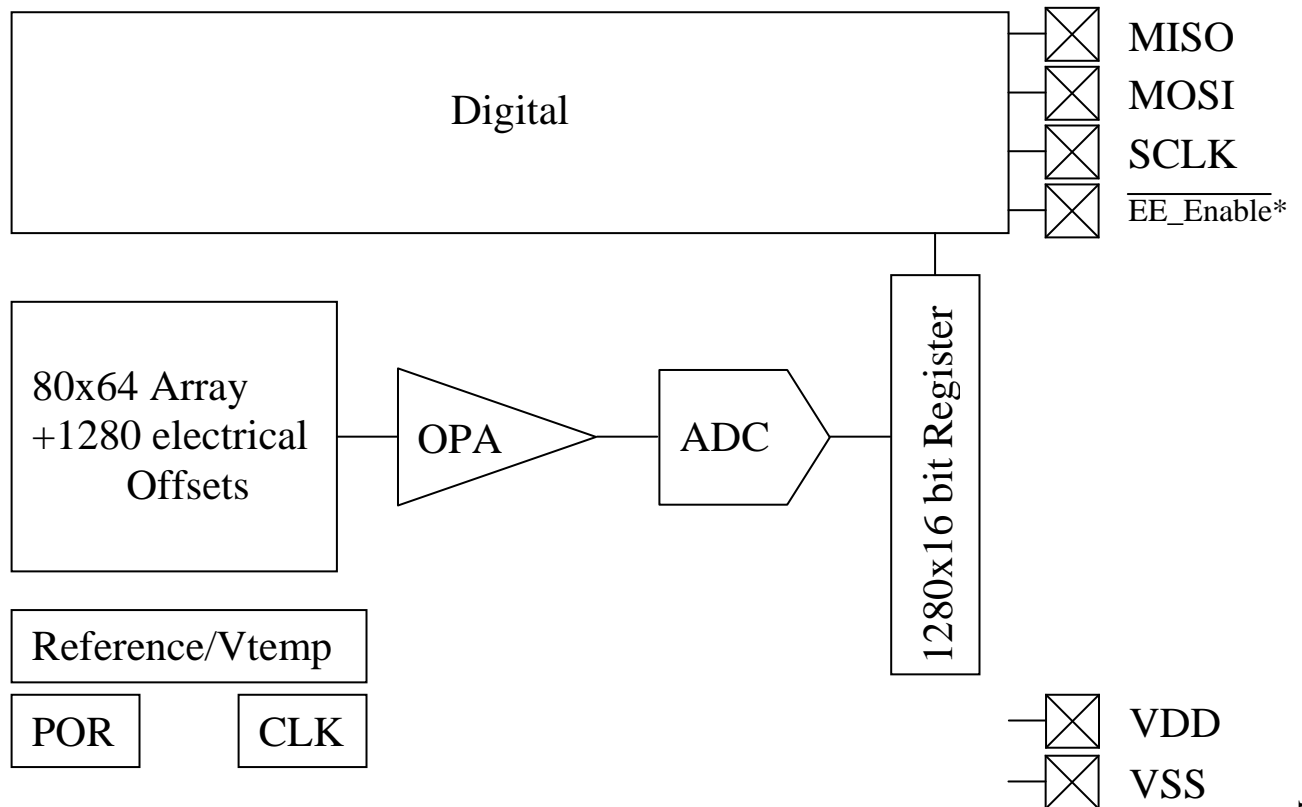 Digital
MISO
MOSI
SCLK
EE_Enable*
80x64 Array
+1280 electrical
Offsets
OPA
ADC
1280x16 bit Register
Reference/Vtemp
POR
CLK
VDD
VSS